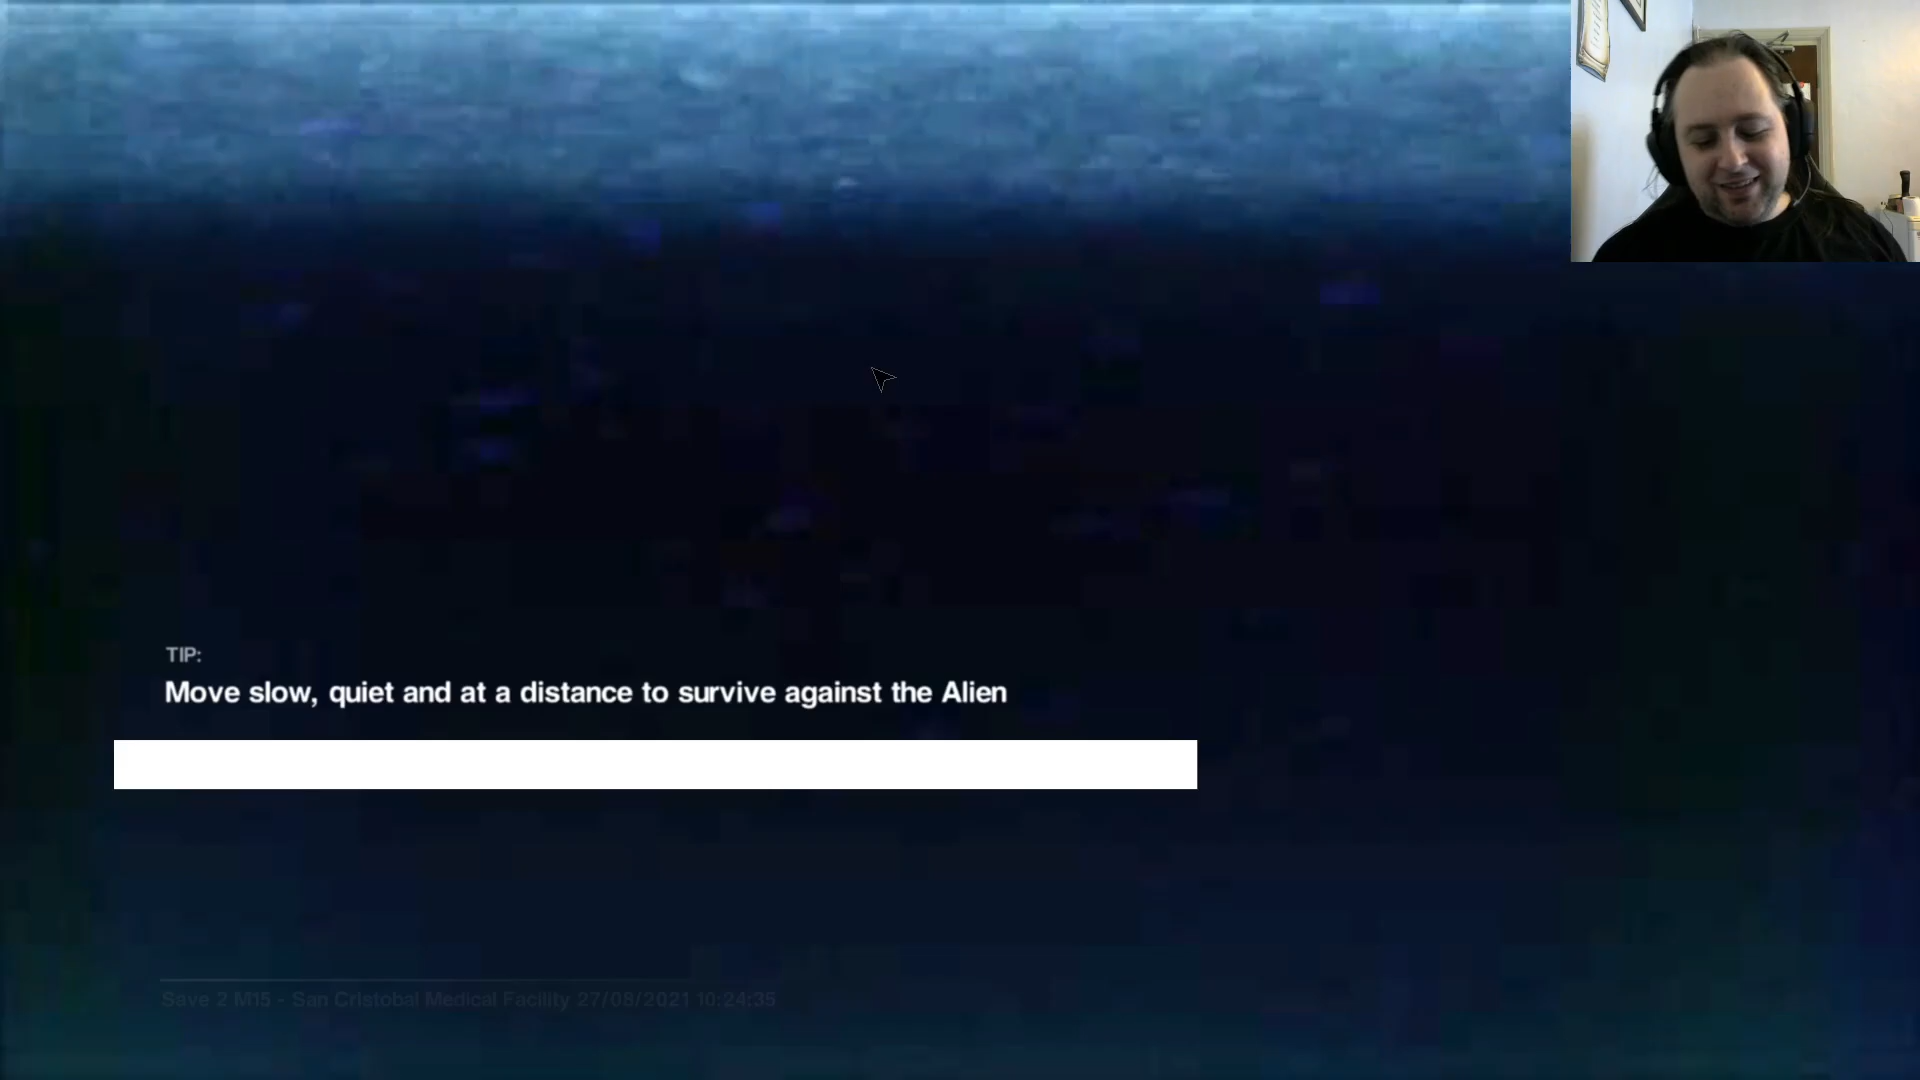 TIP:
Move slow, quiet and at a distance to survive against the Alien
Save 2 M15 - San Cristobal Medical Facility 27/08/2021 10:24:35